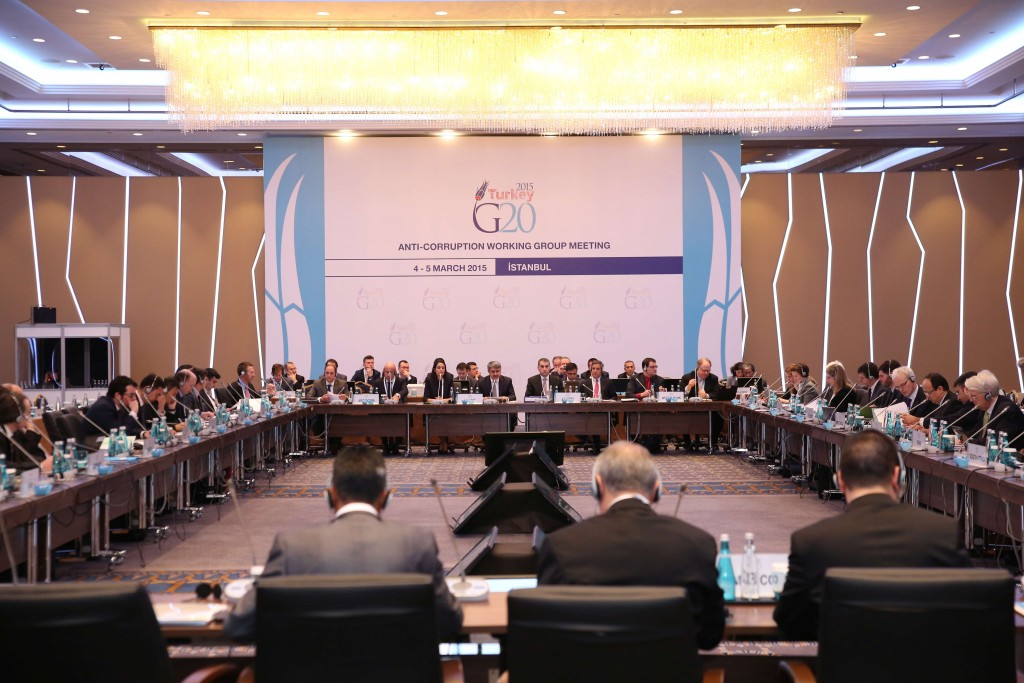 2015
Turkey
G20
ANTI-CORRUPTION WORKING GROUP MEETING
4 - 5 MARCH 2015 İSTANBUL